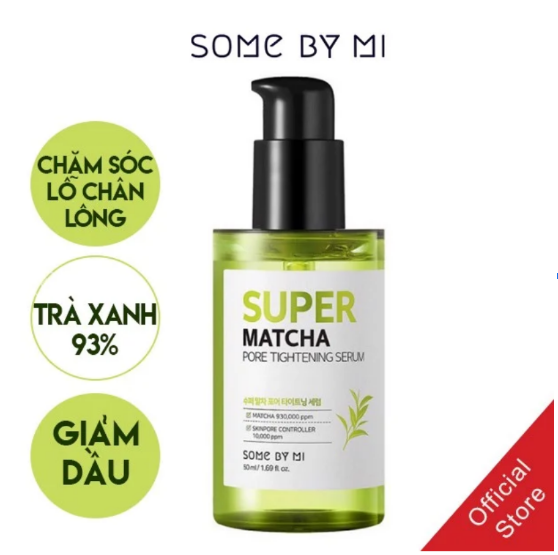 SOME BY MI
CHĂM SÓC
LỖ CHÂN
LÔNG
TRÀ XANH
93%
GIẢM
DẦU
SUPER
MATCHA
PORE TIGHTENING SERUM
수퍼 말차 포어 타이트닝 세럼
MATCHA 930,000 ppm
SKINPORE CONTROLLER
10,000 ppm
SOME BY MI
50ml / 1.69 fl. oz.
Official
Store